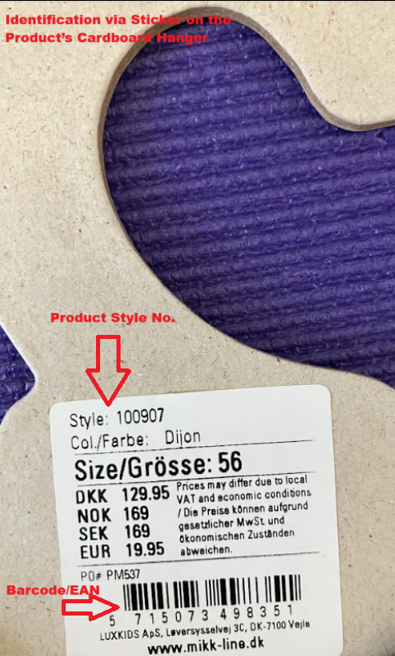 Identification via Sticker on the
Product's Cardboard Hanger
Product Style No.
Style: 100907
Col./Farbe: Dijon
Size/Grösse: 56
DKK 129.95
NOK 169
SEK 169
EUR 19.95
Prices may differ due to local
VAT and economic conditions
/ Die Preise können aufgrund
gesetzlicher MwSt und
ökonomischen Zuständen
abweichen.
PO# PM537
Barcode/EAN
5 715073 498351
LUXKIDS ApS, Løversysselvej 3C, DK-7100 Vejle
www.mikk-line.dk